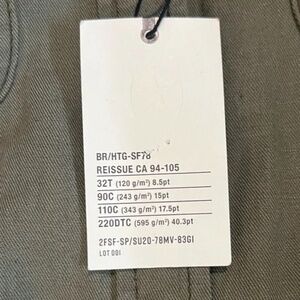 BR/HTG-SF78
REISSUE CA 94-105
32T (120 g/m²) 8.5pt
90C (243 g/m²) 15pt
110C (343 g/m²) 17.5pt
220DTC (595 g/m²) 40.3pt
2FSF-SP/SU20-78MV-83GI
LOT 001